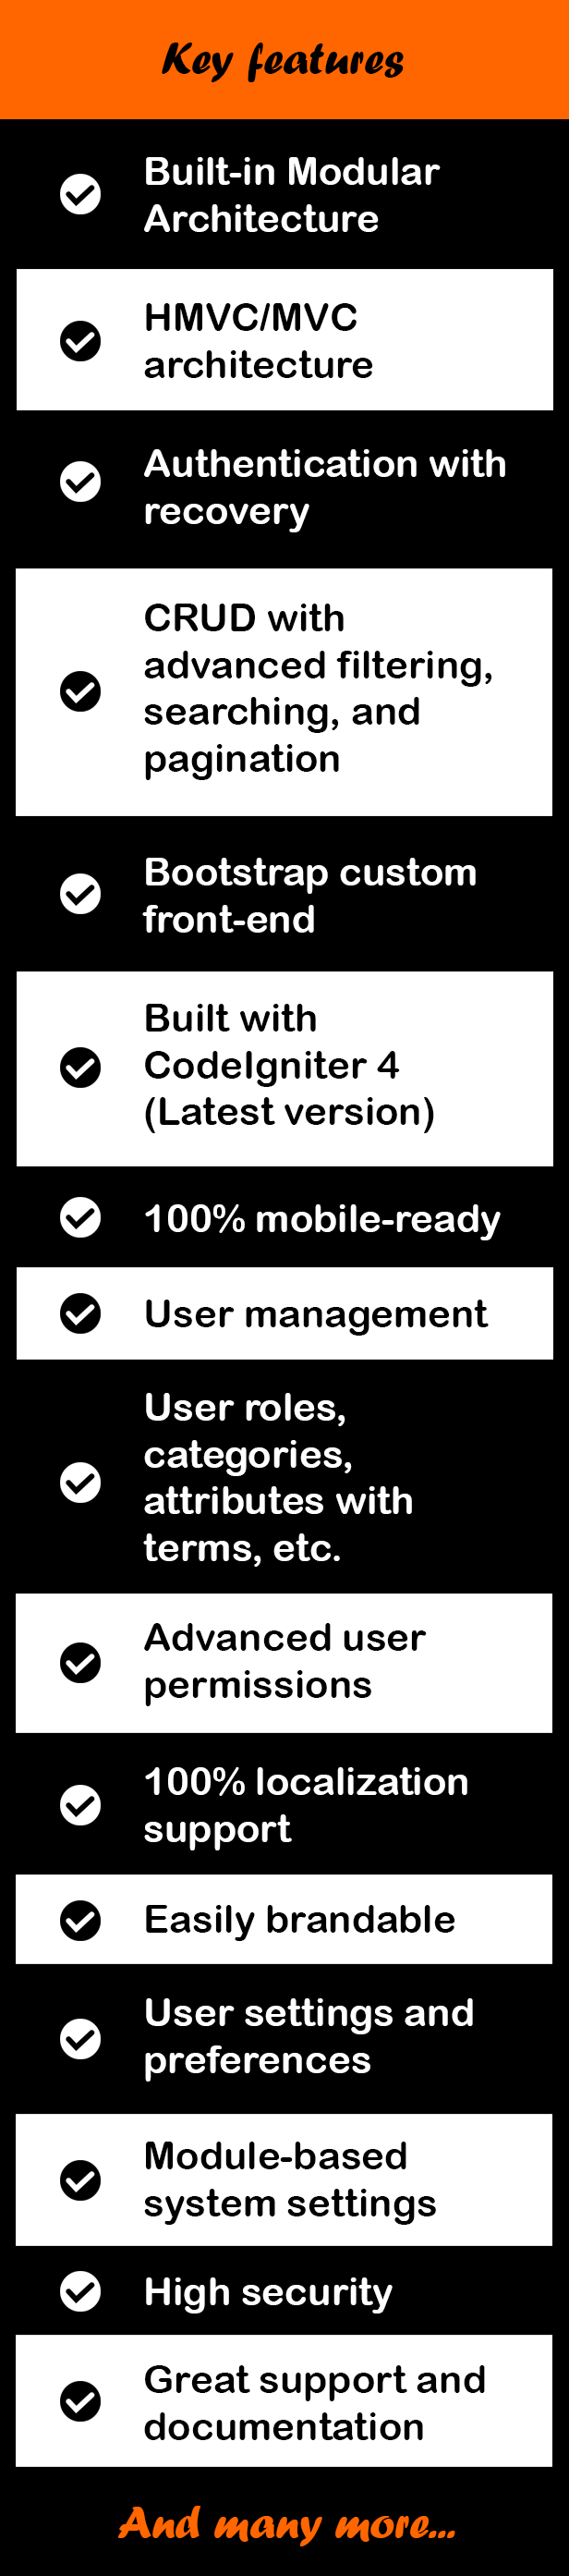 Key features
Built-in Modular
Architecture
HMVC/MVC
architecture
Authentication with
recovery
CRUD with
advanced filtering,
searching, and
pagination
Bootstrap custom
front-end
Built with
CodeIgniter 4
(Latest version)
100% mobile-ready
User management
User roles,
categories,
attributes with
terms, etc.
Advanced user
permissions
100% localization
support
Easily brandable
User settings and
preferences
Module-based
system settings
High security
Great support and
documentation
And many more...